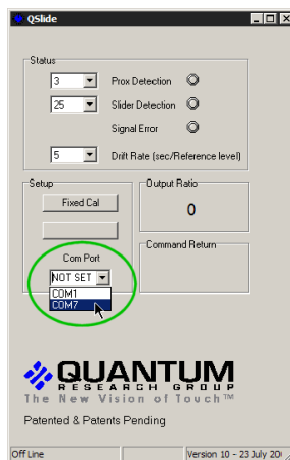 QSlide
Status
3 Prox Detection
25 Slider Detection
Signal Error
5 Drift Rate (sec/Reference level)
Setup
Fixed Cal
Output Ratio
0
Com Port
NOT SET
COM1
COM7
Command Return
QUANTUM
RESEARCH GROUP
The New Vision of Touch™
Patented & Patents Pending
Off Line
Version 10 - 23 July